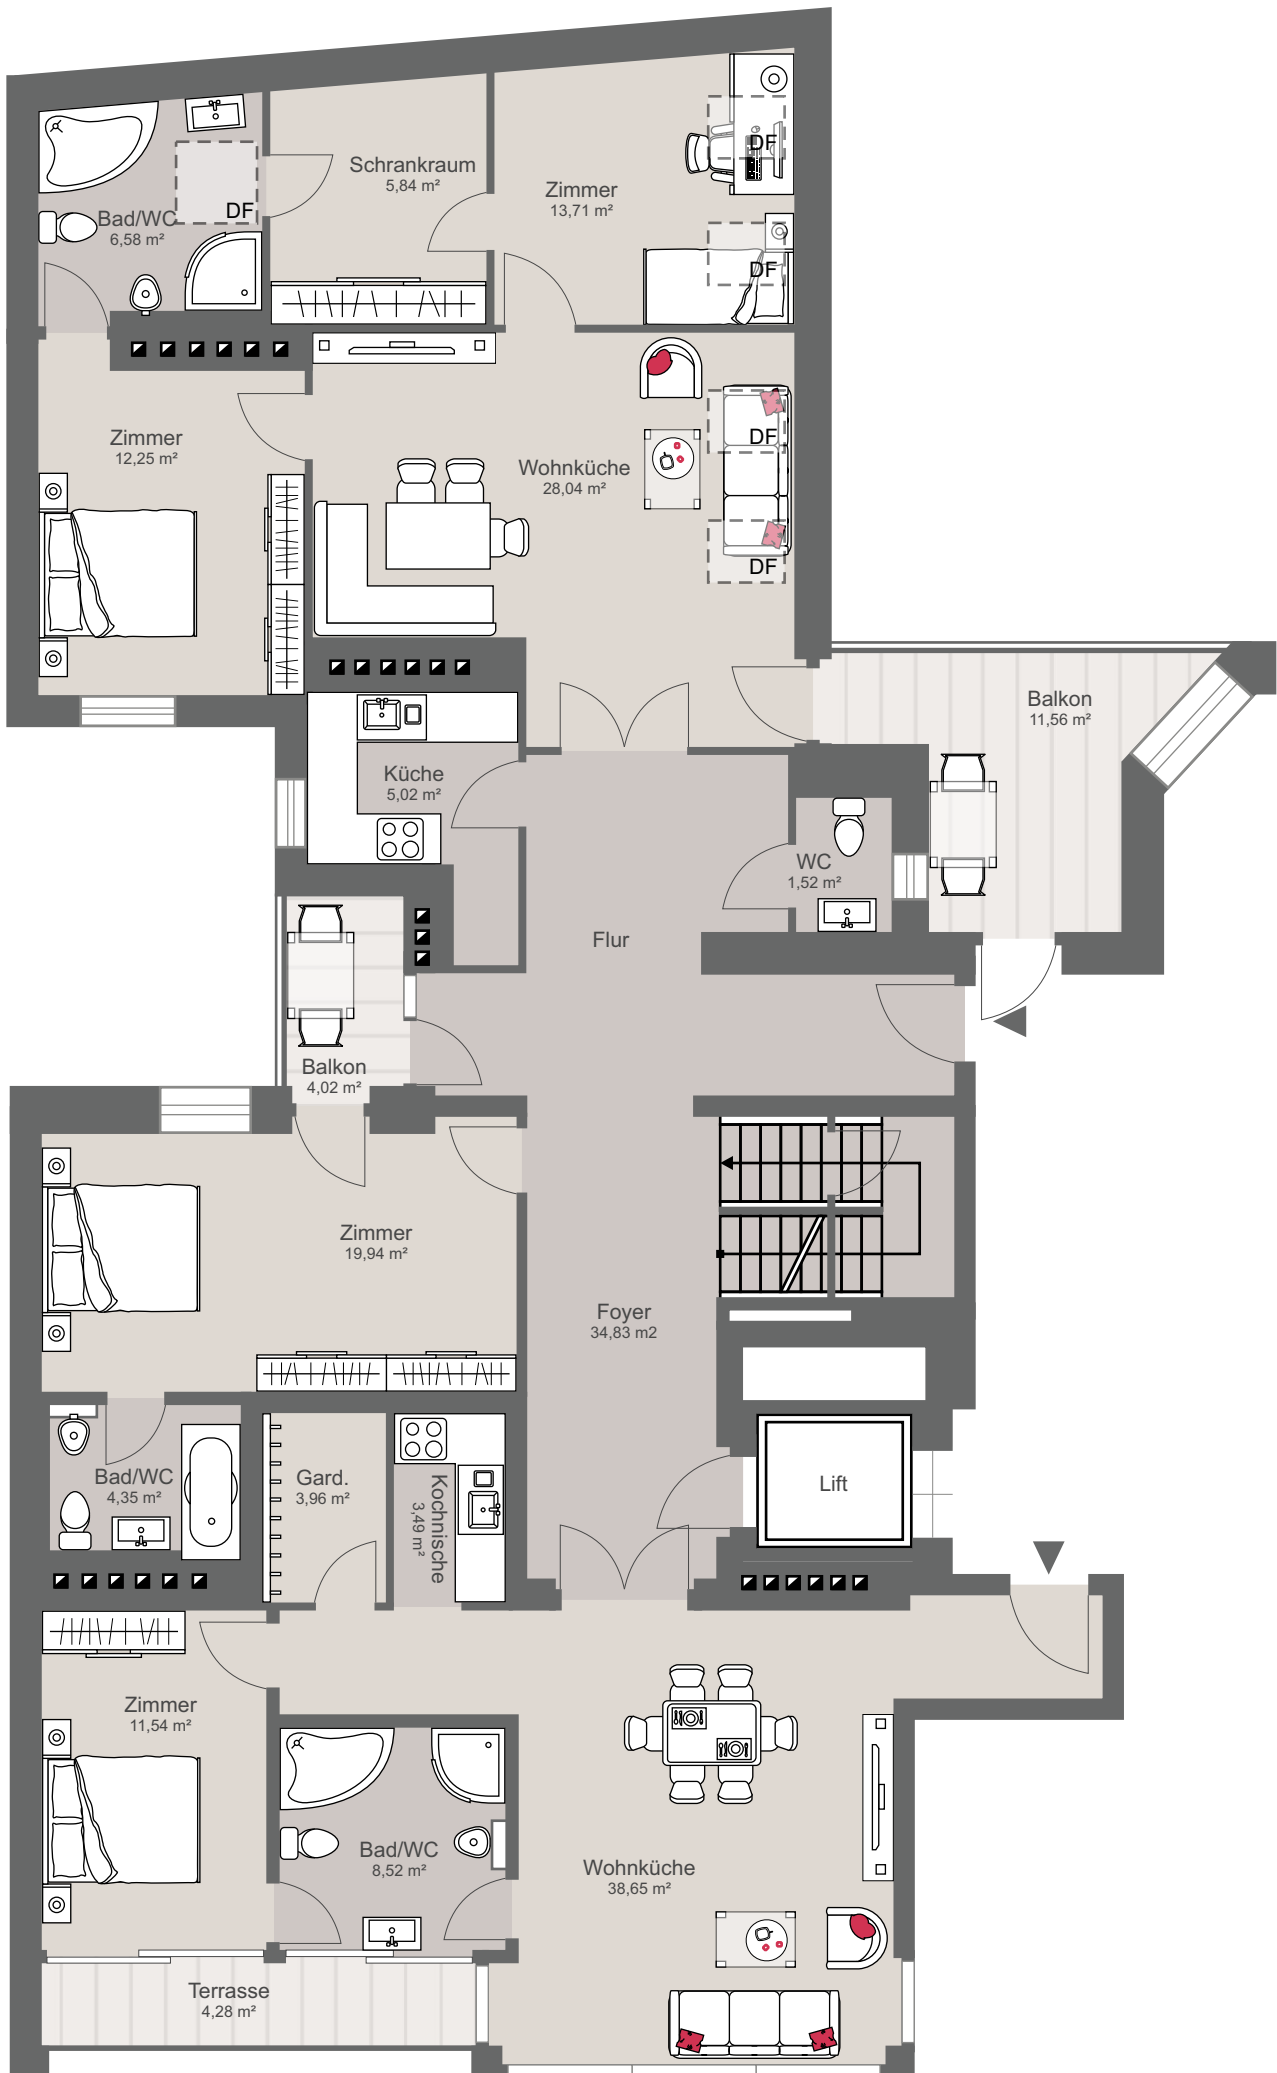 Schrankraum
5,84 m²
Zimmer
13,71 m²
DF
Bad/WC
6,58 m²
DF
DF
Zimmer
12,25 m²
Wohnküche
28,04 m²
DF
DF
Balkon
11,56 m²
Küche
5,02 m²
WC
1,52 m²
Flur
Balkon
4,02 m²
Zimmer
19,94 m²
Foyer
34,83 m2
Bad/WC
4,35 m²
Gard.
3,96 m²
Kochnische
3,49 m²
Lift
Zimmer
11,54 m²
Bad/WC
8,52 m²
Wohnküche
38,65 m²
Terrasse
4,28 m²